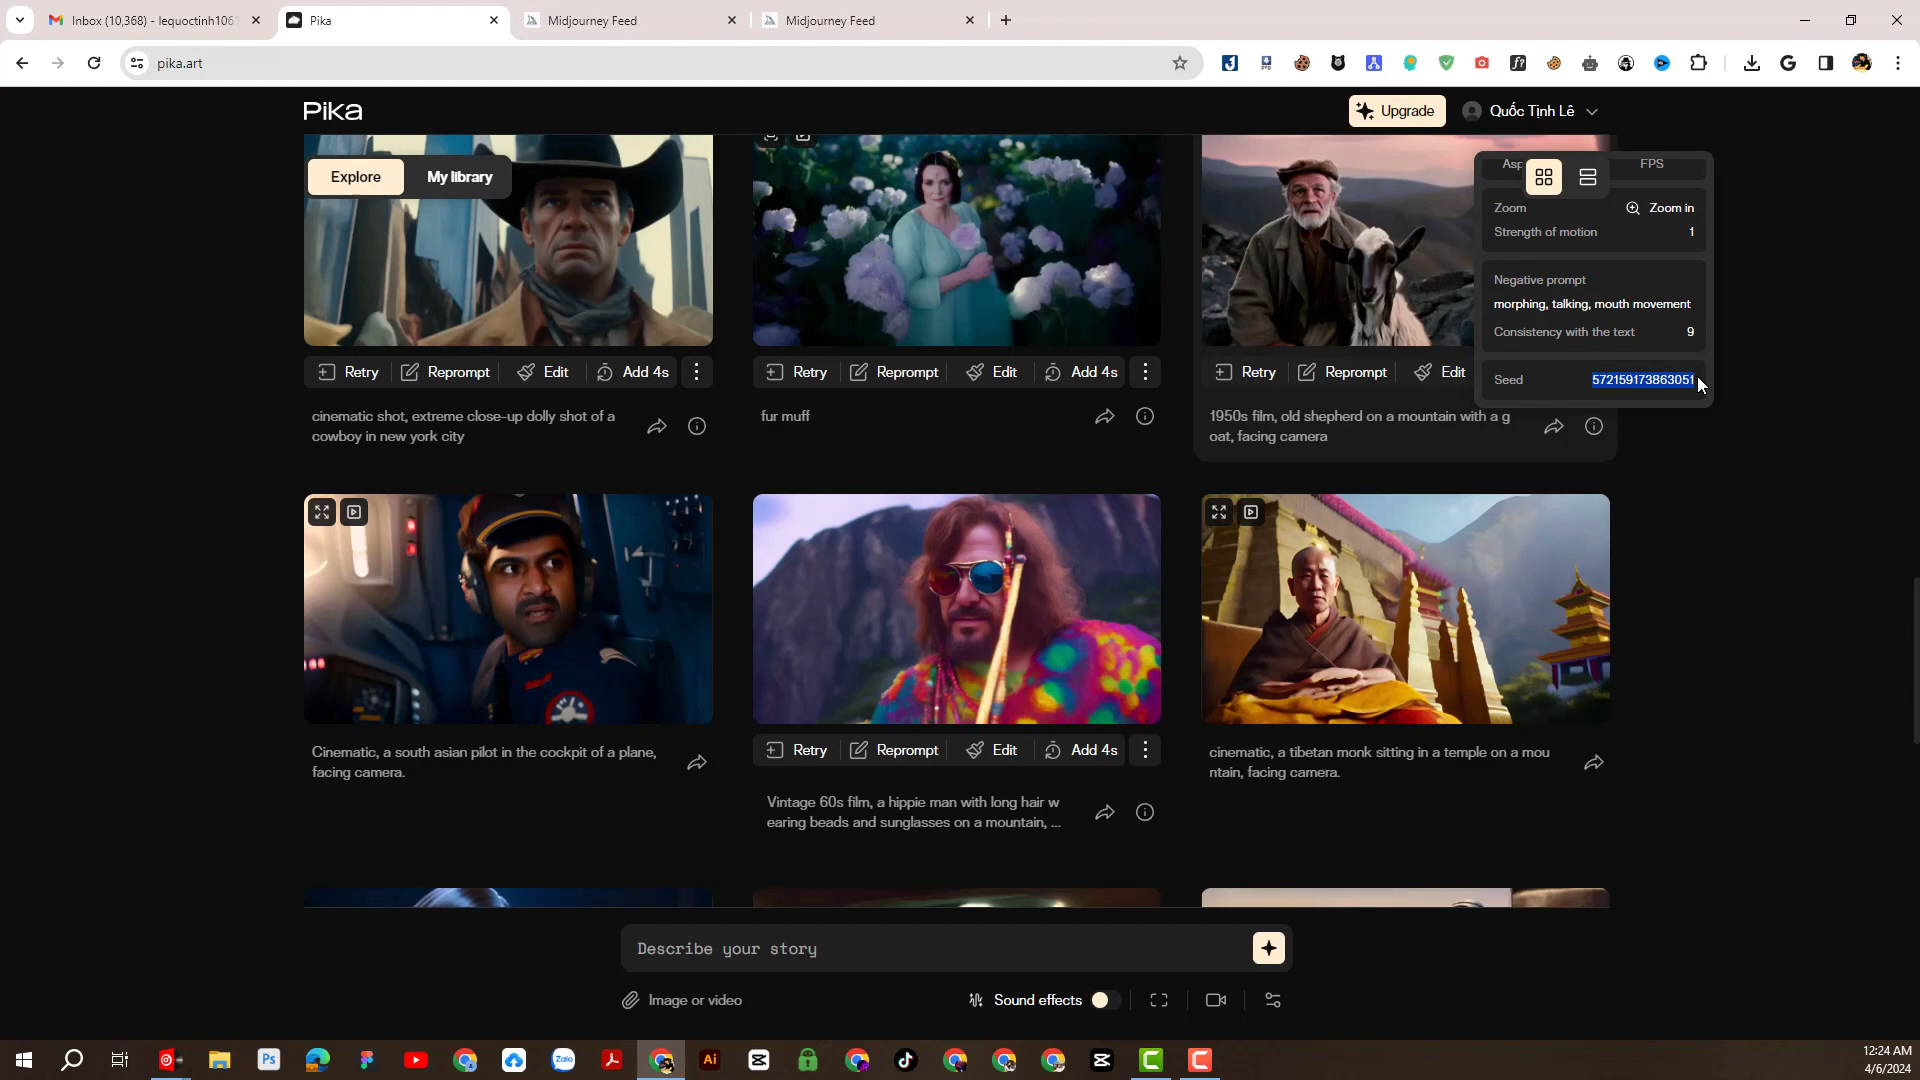 Inbox (10,368) - lequoctinh1061
Pika
Midjourney Feed
Midjourney Feed
pika.art
Pika
Upgrade
Quốc Tịnh Lê
Explore
My library
FPS
Zoom
Zoom in
Strength of motion
1
Negative prompt
morphing, talking, mouth movement
Consistency with the text
9
Seed
572159173863051
Retry
Reprompt
Edit
Add 4s
Retry
Reprompt
Edit
Add 4s
Retry
Reprompt
Edit
cinematic shot, extreme close-up dolly shot of a
cowboy in new york city
fur muff
1950s film, old shepherd on a mountain with a g
oat, facing camera
Cinematic, a south asian pilot in the cockpit of a plane,
facing camera.
Retry
Reprompt
Edit
Add 4s
Vintage 60s film, a hippie man with long hair w
earing beads and sunglasses on a mountain, ...
cinematic, a tibetan monk sitting in a temple on a mou
ntain, facing camera.
Describe your story
Image or video
Sound effects
Ps
Zalo
Ai
12:24 AM
4/6/2024